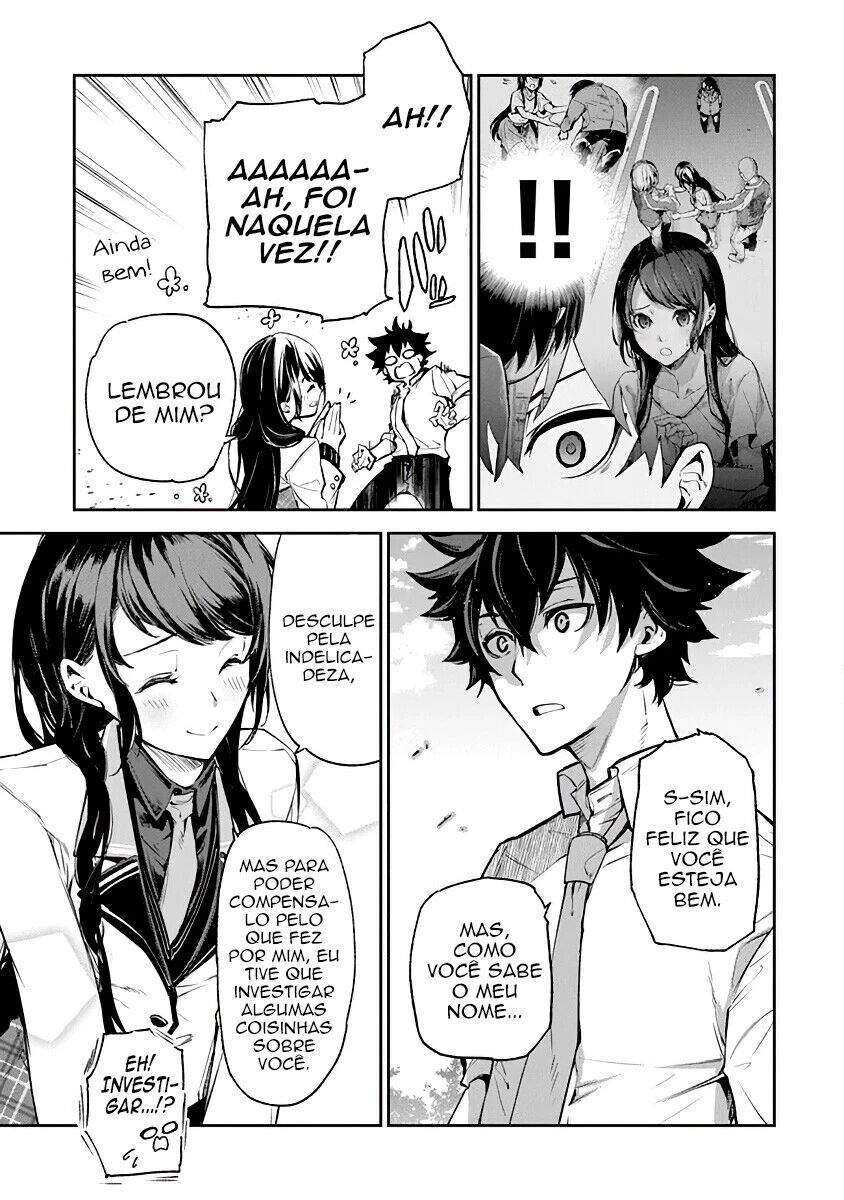 !!
AH!!
AAAAAA-
AH, FOI
NAQUELA
VEZ!!
Ainda
Bem!
LEMBROU
DE MIM?
S-SIM,
FICO
FELIZ QUE
VOCÊ
ESTEJA
BEM.
MAS,
COMO
VOCÊ SABE
O MEU
NOME...
DESCULPE
PELA
INDELICA-
DEZA,
MAS PARA
PODER
COMPENSA-
LO PELO
QUE FEZ
POR MIM, EU
TIVE QUE
INVESTIGAR
ALGUMAS
COISINHAS
SOBRE
VOCÊ.
EH!
INVESTI-
GAR...!?